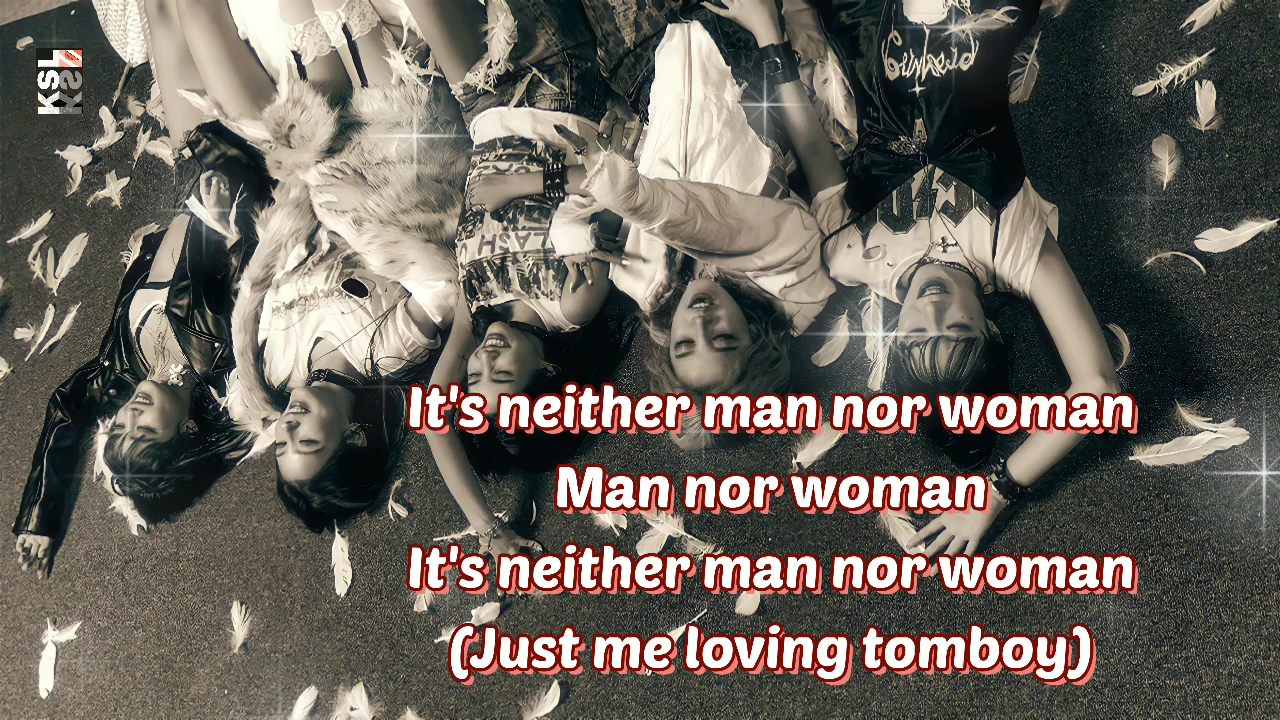 KSL
It's neither man nor woman
Man nor woman
It's neither man nor woman
(Just me loving tomboy)